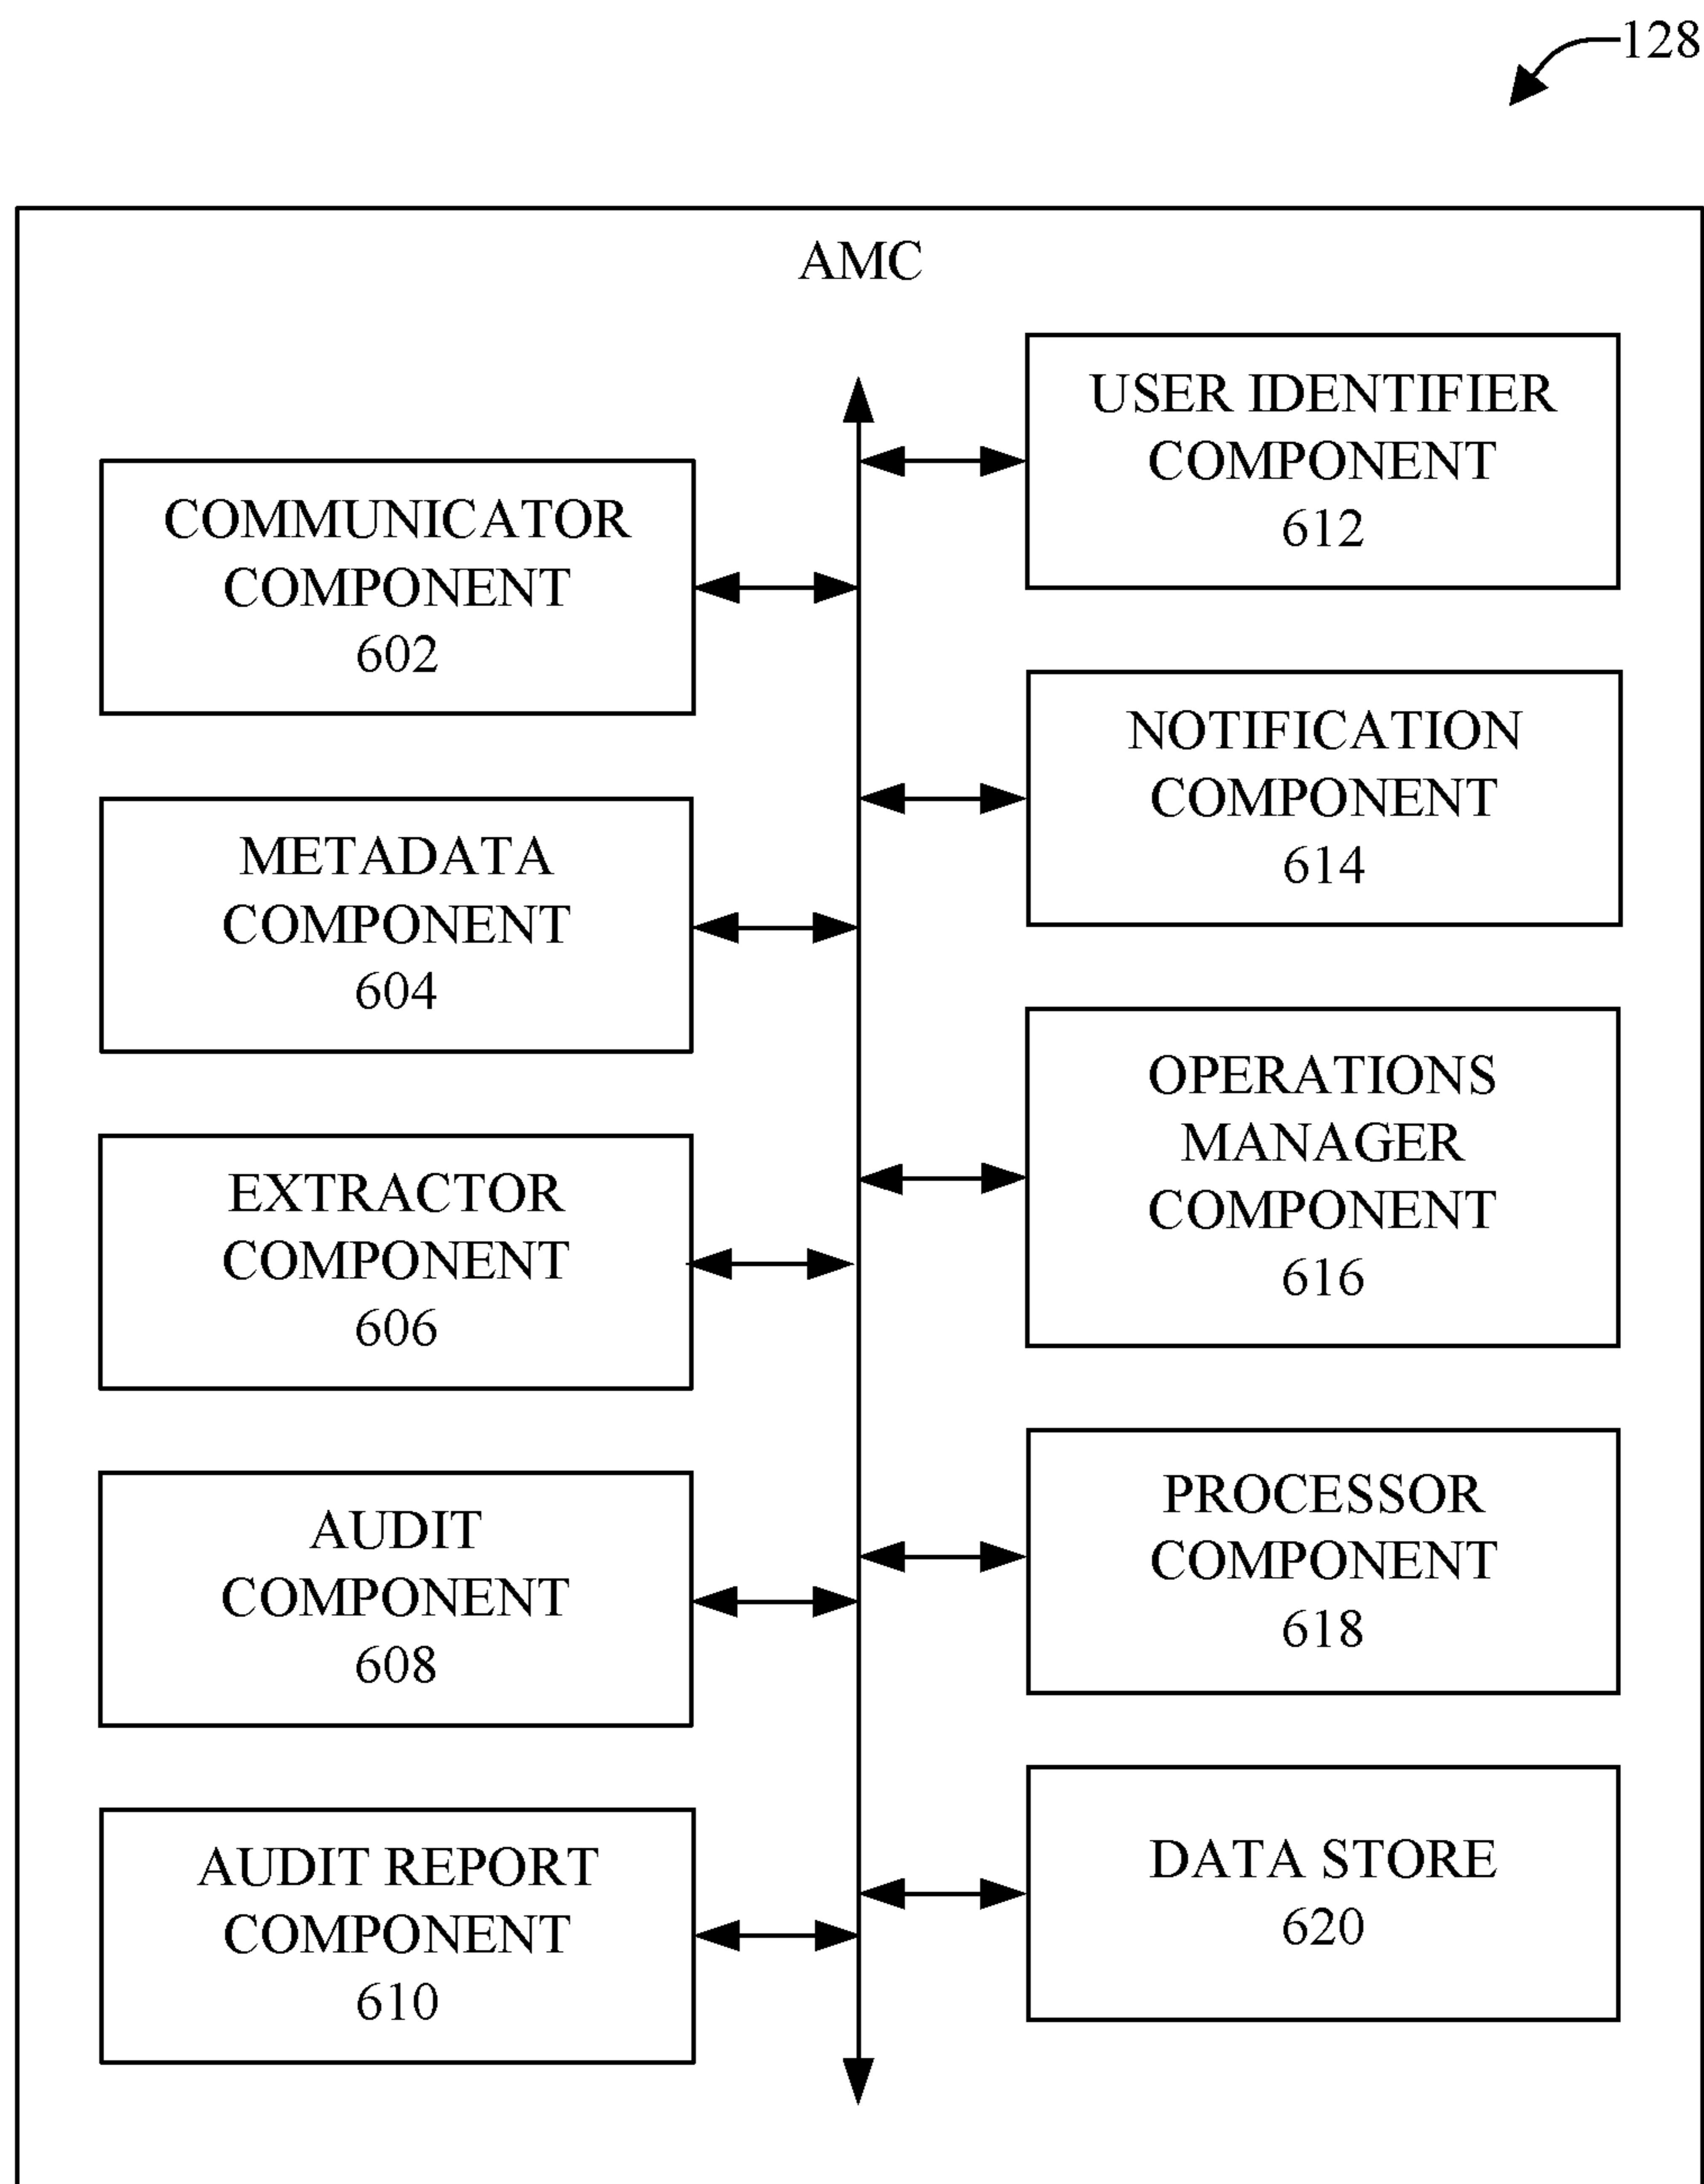 128
AMC
COMMUNICATOR
COMPONENT
602
METADATA
COMPONENT
604
EXTRACTOR
COMPONENT
606
AUDIT
COMPONENT
608
AUDIT REPORT
COMPONENT
610
USER IDENTIFIER
COMPONENT
612
NOTIFICATION
COMPONENT
614
OPERATIONS
MANAGER
COMPONENT
616
PROCESSOR
COMPONENT
618
DATA STORE
620